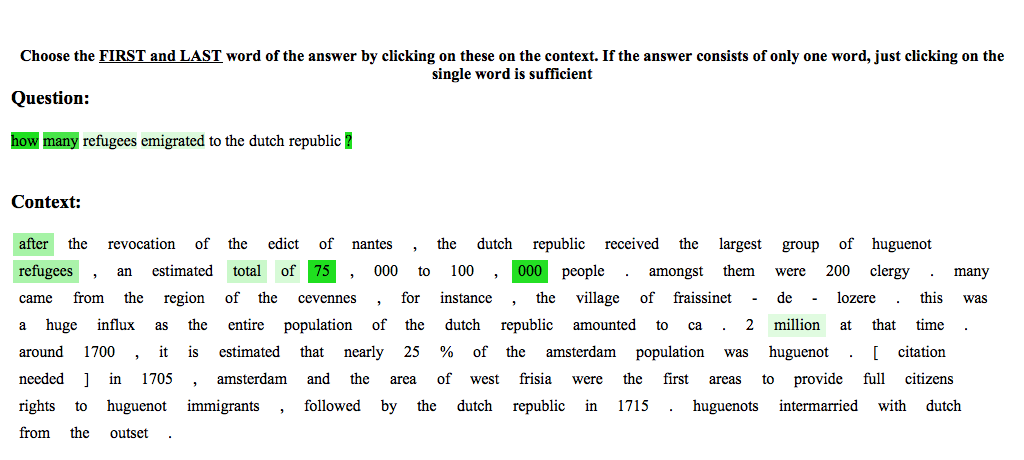 Choose the FIRST and LAST word of the answer by clicking on these on the context. If the answer consists of only one word, just clicking on the
single word is sufficient
Question:
how many refugees emigrated to the dutch republic ?
Context:
after the revocation of the edict of nantes , the dutch republic received the largest group of huguenot
refugees , an estimated total of 75 , 000 to 100 , 000 people . amongst them were 200 clergy . many
came from the region of the cevennes , for instance , the village of fraissinet - de - lozere . this was
a huge influx as the entire population of the dutch republic amounted to ca . 2 million at that time .
around 1700 , it is estimated that nearly 25 % of the amsterdam population was huguenot . [ citation
needed ] in 1705 , amsterdam and the area of west frisia were the first areas to provide full citizens
rights to huguenot immigrants , followed by the dutch republic in 1715 . huguenots intermarried with dutch
from the outset .